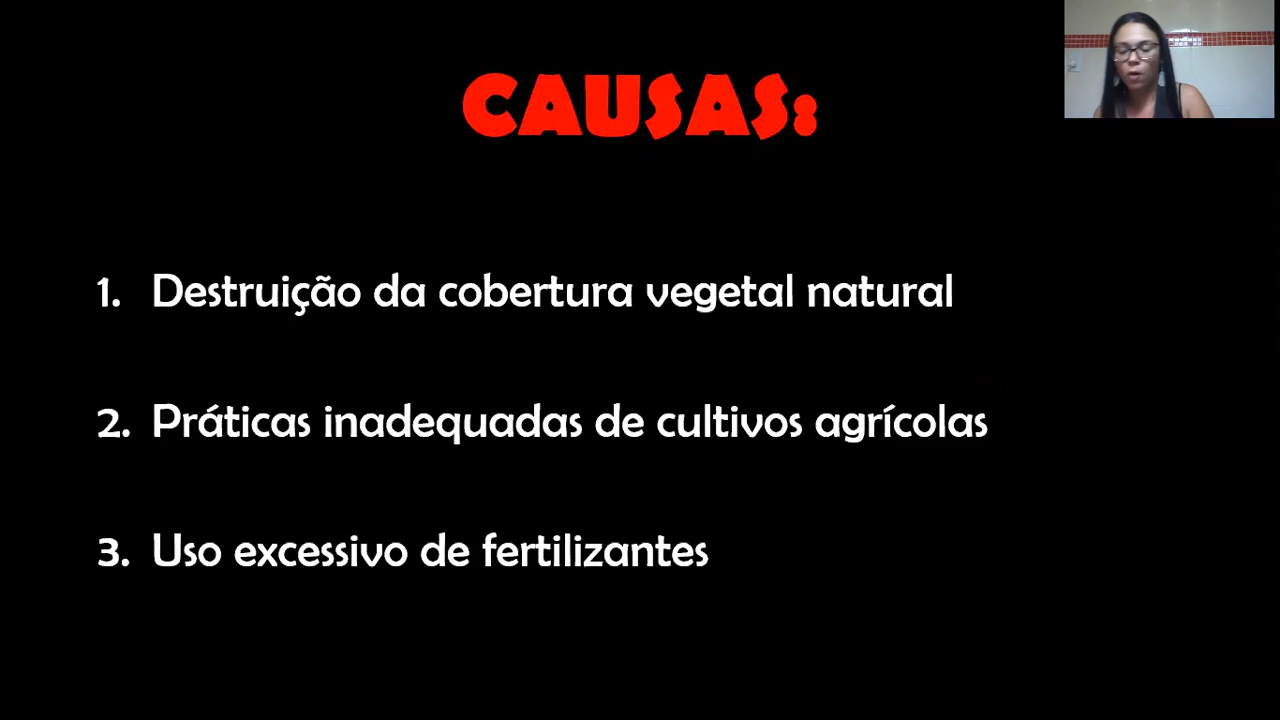 CAUSAS:
1. Destruição da cobertura vegetal natural
2. Práticas inadequadas de cultivos agrícolas
3. Uso excessivo de fertilizantes